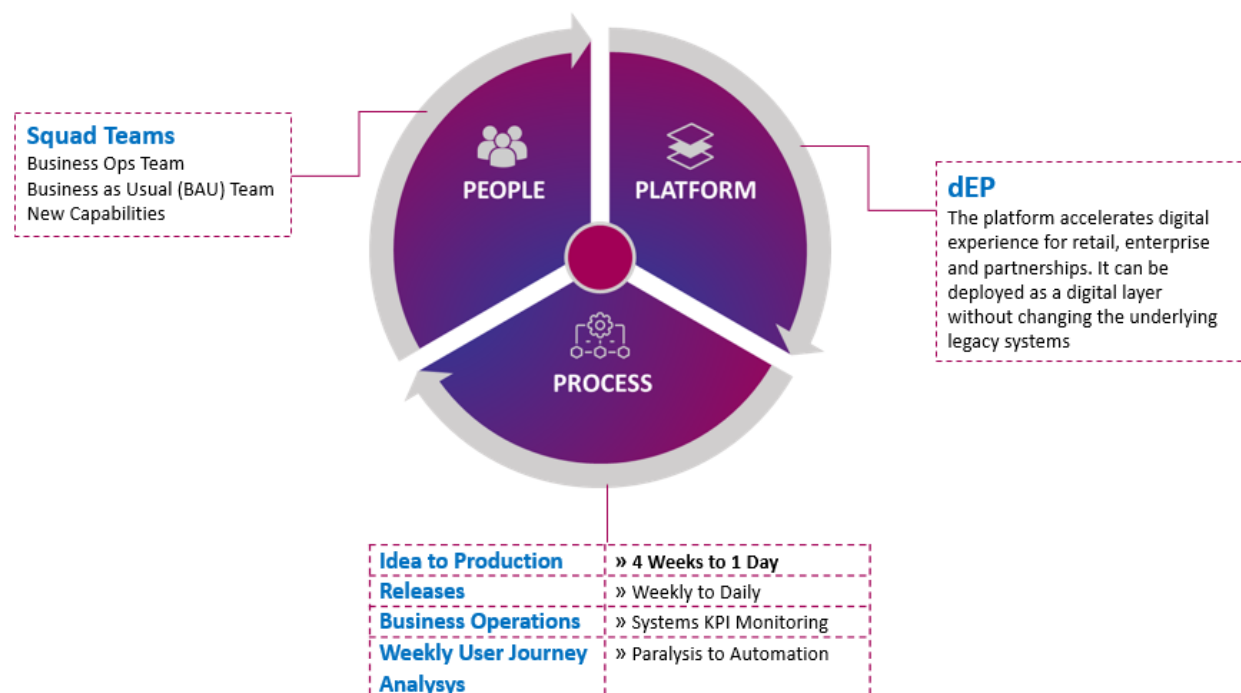 Squad Teams
Business Ops Team
Business as Usual (BAU) Team
New Capabilities
PEOPLE
PLATFORM
PROCESS
dEP
The platform accelerates digital
experience for retail, enterprise
and partnerships. It can be
deployed as a digital layer
without changing the underlying
legacy systems
Idea to Production » 4 Weeks to 1 Day
Releases » Weekly to Daily
Business Operations » Systems KPI Monitoring
Weekly User Journey » Paralysis to Automation
Analysys